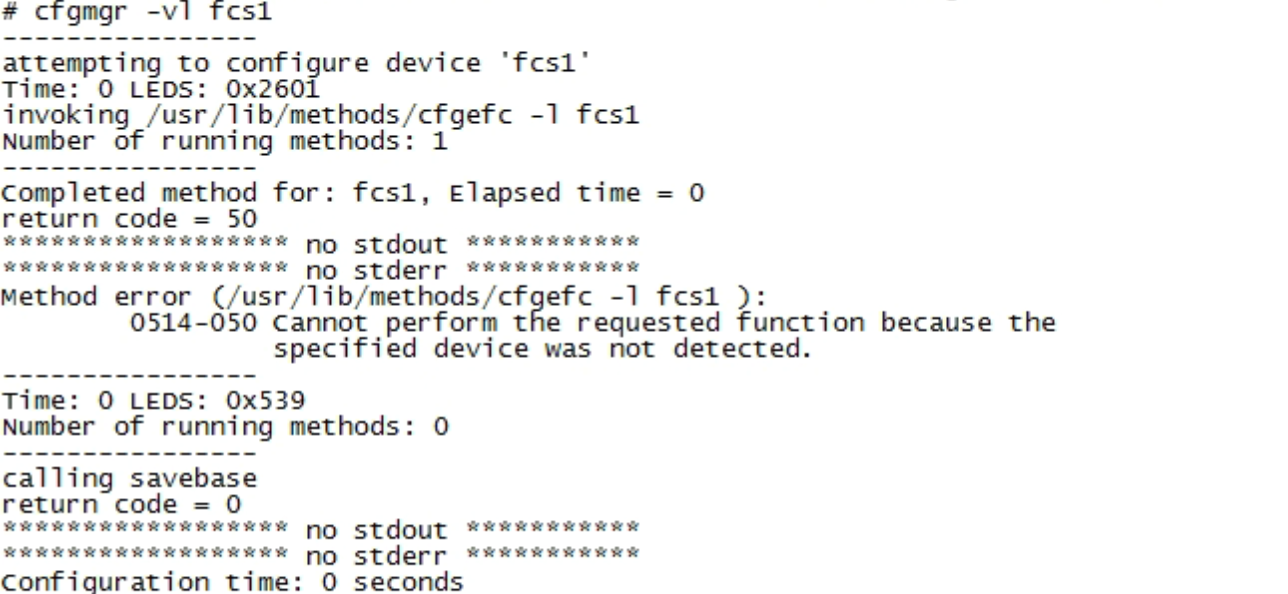 # cfgmgr -vl fcs1
----------------
attempting to configure device 'fcs1'
Time: 0 LEDS: 0x2601
invoking /usr/lib/methods/cfgefc -l fcs1
Number of running methods: 1
----------------
Completed method for: fcs1, Elapsed time = 0
return code = 50
****************** no stdout ***********
****************** no stderr ***********
Method error (/usr/lib/methods/cfgefc -l fcs1 ):
        0514-050 Cannot perform the requested function because the
                 specified device was not detected.
----------------
Time: 0 LEDS: 0x539
Number of running methods: 0
----------------
calling savebase
return code = 0
****************** no stdout ***********
****************** no stderr ***********
Configuration time: 0 seconds